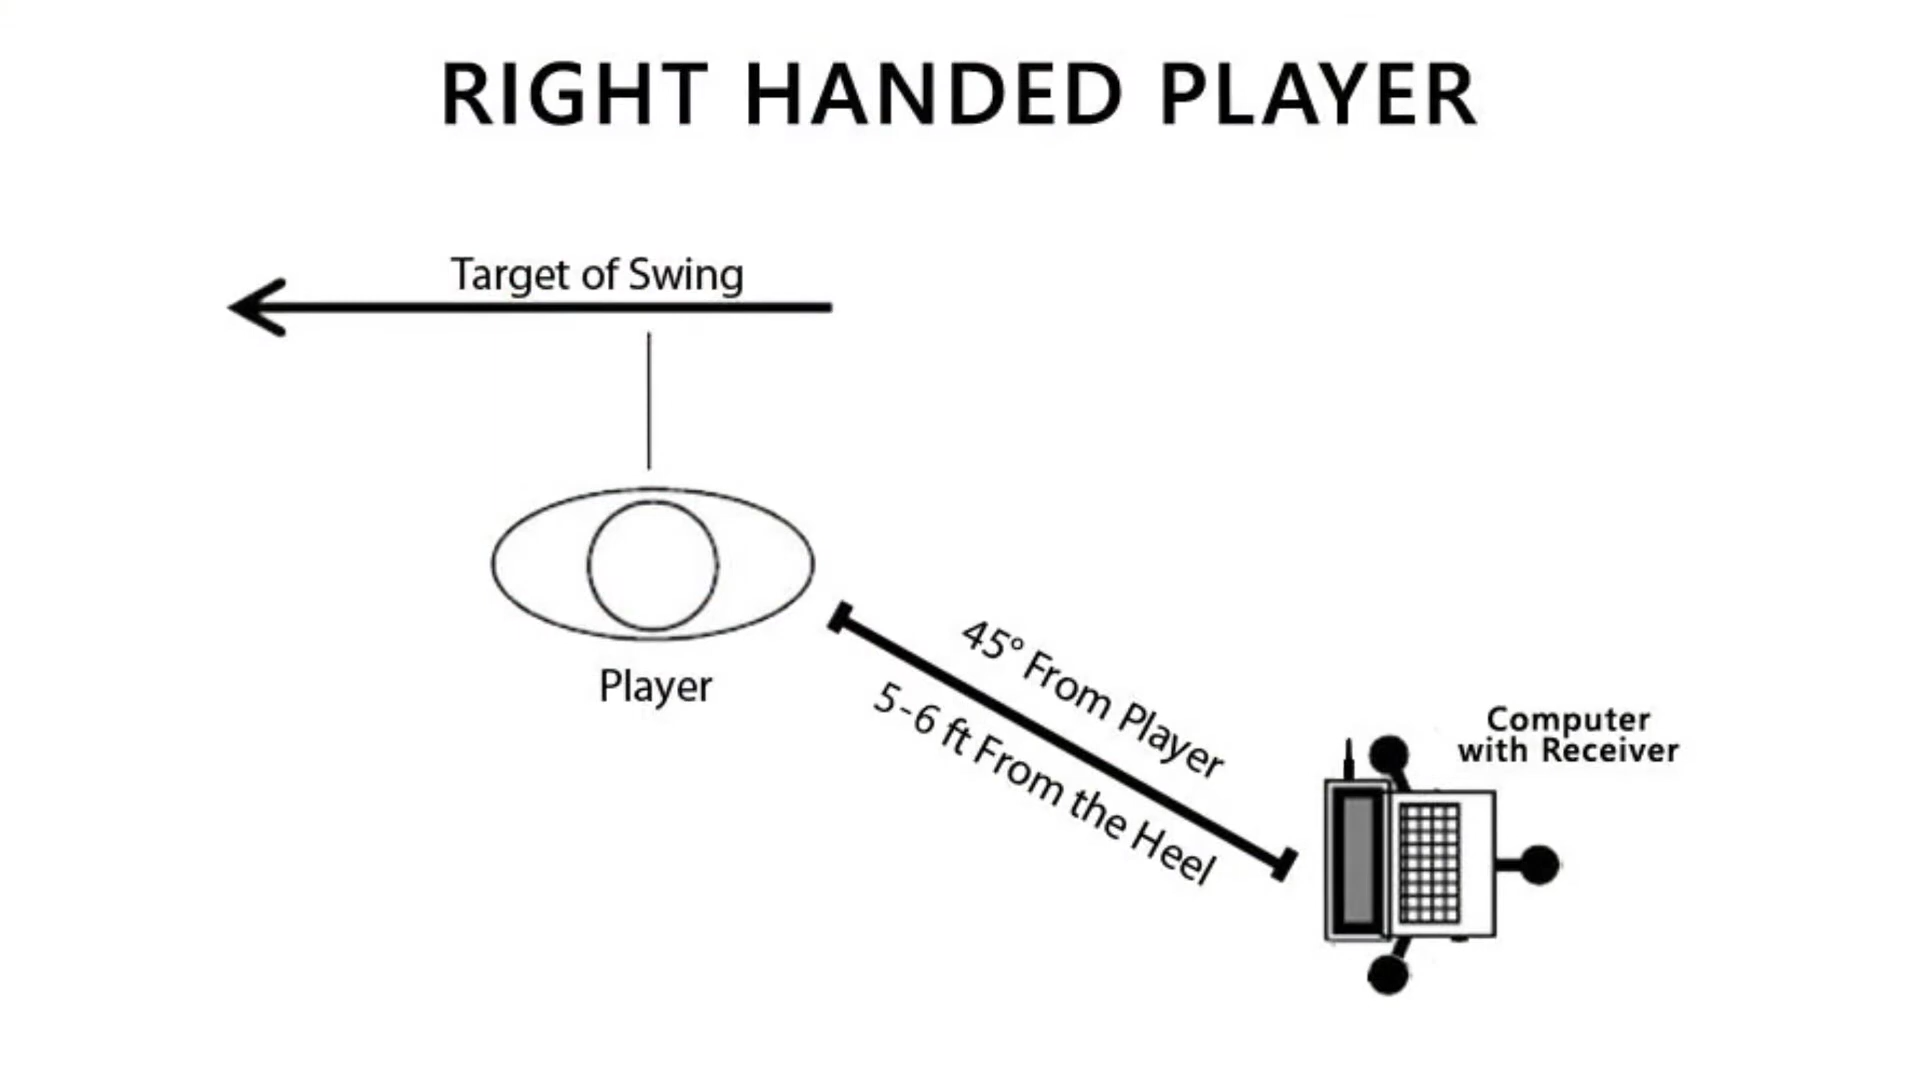 RIGHT HANDED PLAYER
Target of Swing
Player
45° From Player
5-6 ft From the Heel
Computer
with Receiver